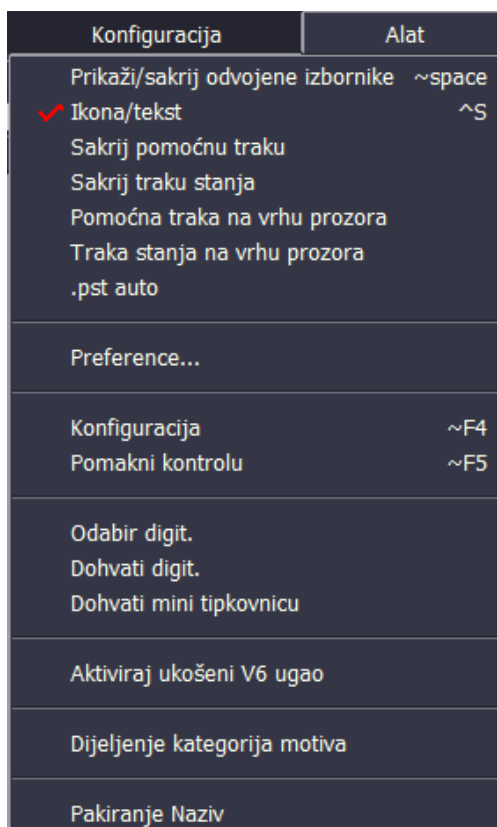 Konfiguracija Alat
Prikaži/sakrij odvojene izbornike ~space
Ikona/tekst ^S
Sakrij pomoćnu traku
Sakrij traku stanja
Pomoćna traka na vrhu prozora
Traka stanja na vrhu prozora
.pst auto
Preference...
Konfiguracija ~F4
Pomakni kontrolu ~F5
Odabir digit.
Dohvati digit.
Dohvati mini tipkovnicu
Aktiviraj ukošeni V6 ugao
Dijeljenje kategorija motiva
Pakiranje Naziv